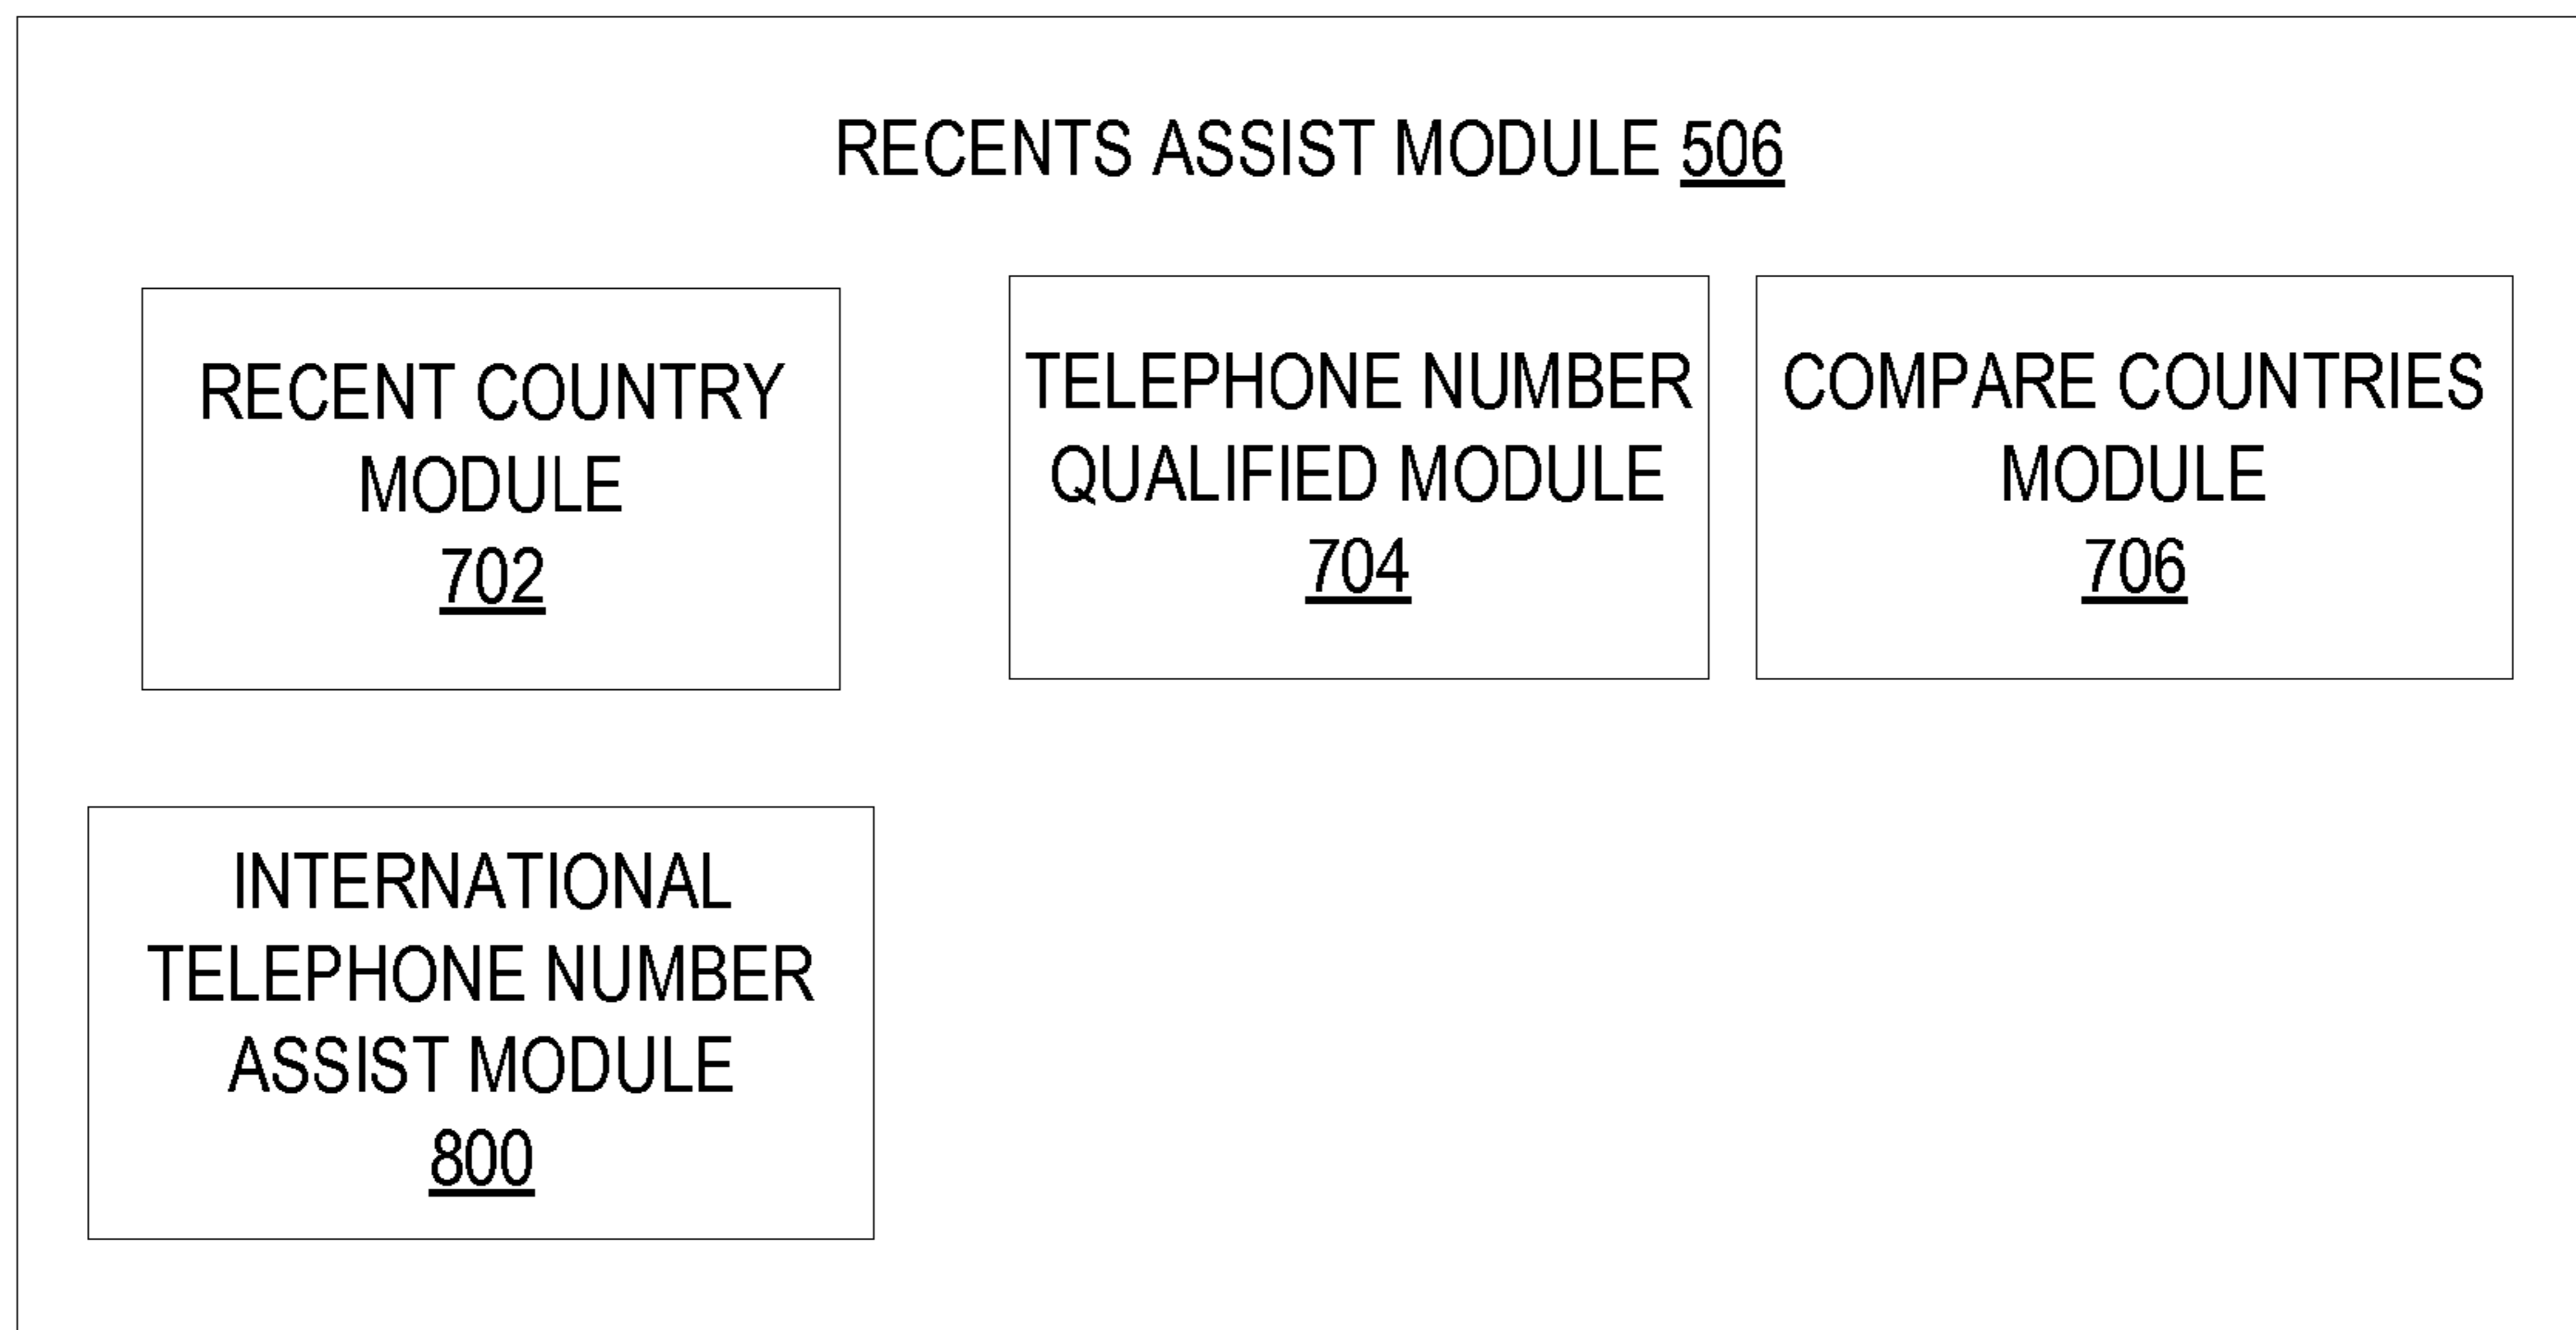 RECENTS ASSIST MODULE 506
RECENT COUNTRY
MODULE
702
TELEPHONE NUMBER
QUALIFIED MODULE
704
COMPARE COUNTRIES
MODULE
706
INTERNATIONAL
TELEPHONE NUMBER
ASSIST MODULE
800